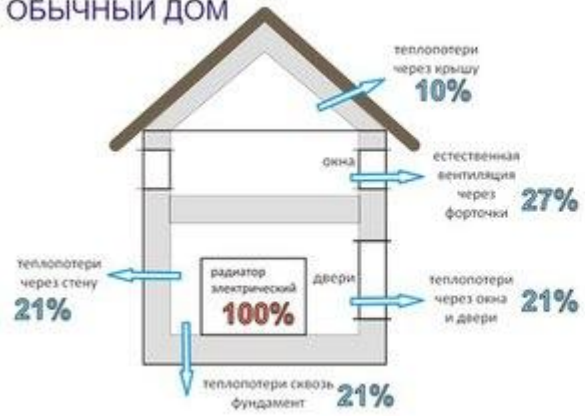 ОБЫЧНЫЙ ДОМ
теплопотери
через крышу
10%
окна
естественная
вентиляция
через
форточки
27%
теплопотери
через стену
21%
радиатор
электрический
100%
двери
теплопотери
через окна
и двери
21%
теплопотери сквозь
фундамент
21%